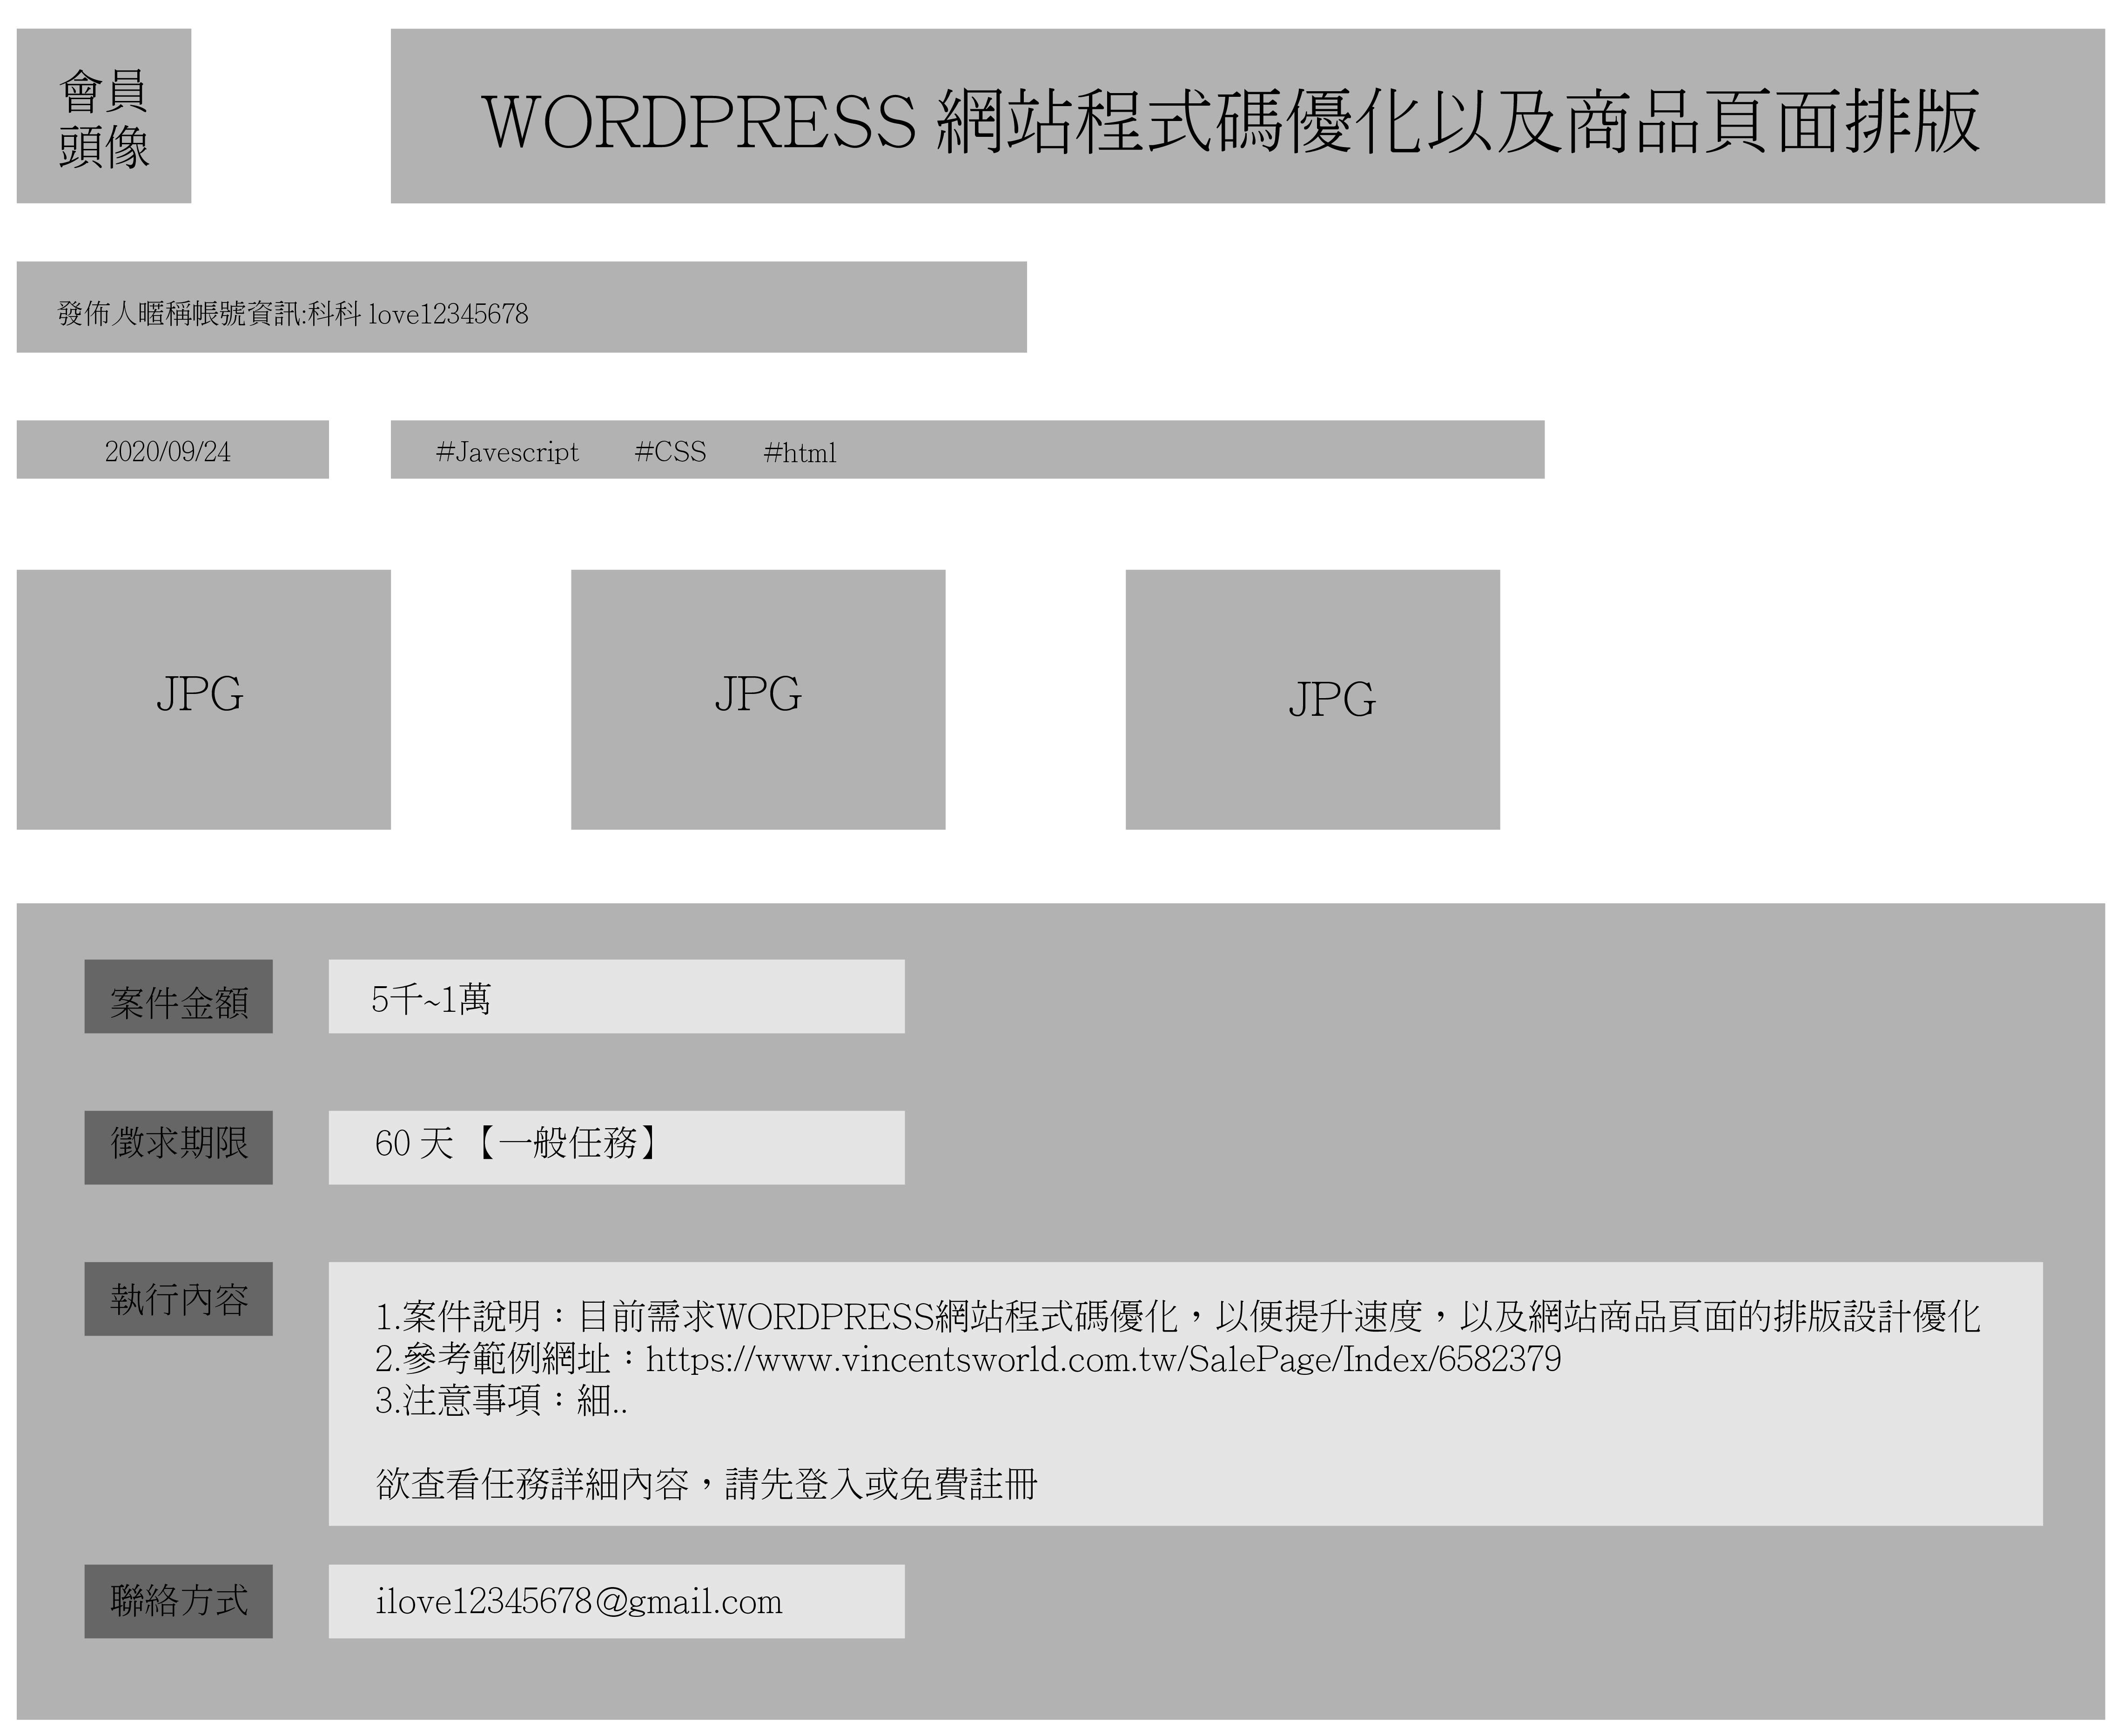 會員
頭像
WORDPRESS 網站程式碼優化以及商品頁面排版
發佈人暱稱帳號資訊:科科 love12345678
2020/09/24
#Javescript #CSS #html
JPG JPG JPG
案件金額 5千~1萬
徵求期限 60 天 【一般任務】
執行內容
1.案件說明：目前需求WORDPRESS網站程式碼優化，以便提升速度，以及網站商品頁面的排版設計優化
2.參考範例網址：https://www.vincentsworld.com.tw/SalePage/Index/6582379
3.注意事項：細..
欲查看任務詳細內容，請先登入或免費註冊
聯絡方式 ilove12345678@gmail.com